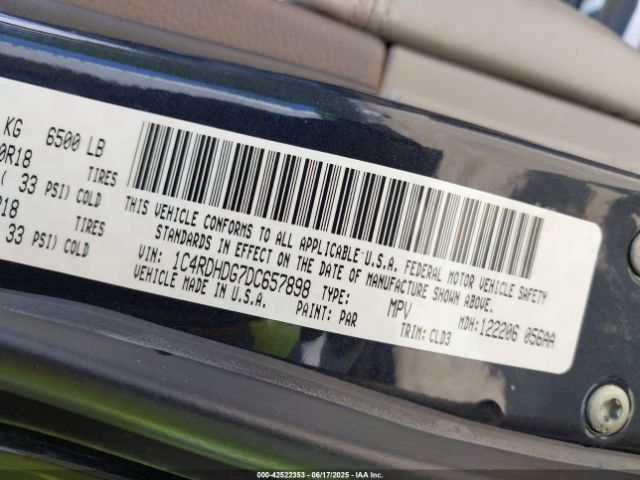 KG 6500 LB
0R18 TIRES
( 33 PSI) COLD
R18 TIRES
33 PSI) COLD
THIS VEHICLE CONFORMS TO ALL APPLICABLE U.S.A. FEDERAL MOTOR VEHICLE SAFETY
STANDARDS IN EFFECT ON THE DATE OF MANUFACTURE SHOWN ABOVE.
VIN: 1C4RDHDG7DC657898 TYPE: MPV MDH:122206 056AA
VEHICLE MADE IN U.S.A. PAINT: PAR TRIM: CLD3
000-42522353 | 06/17/2025 | IAA Inc.